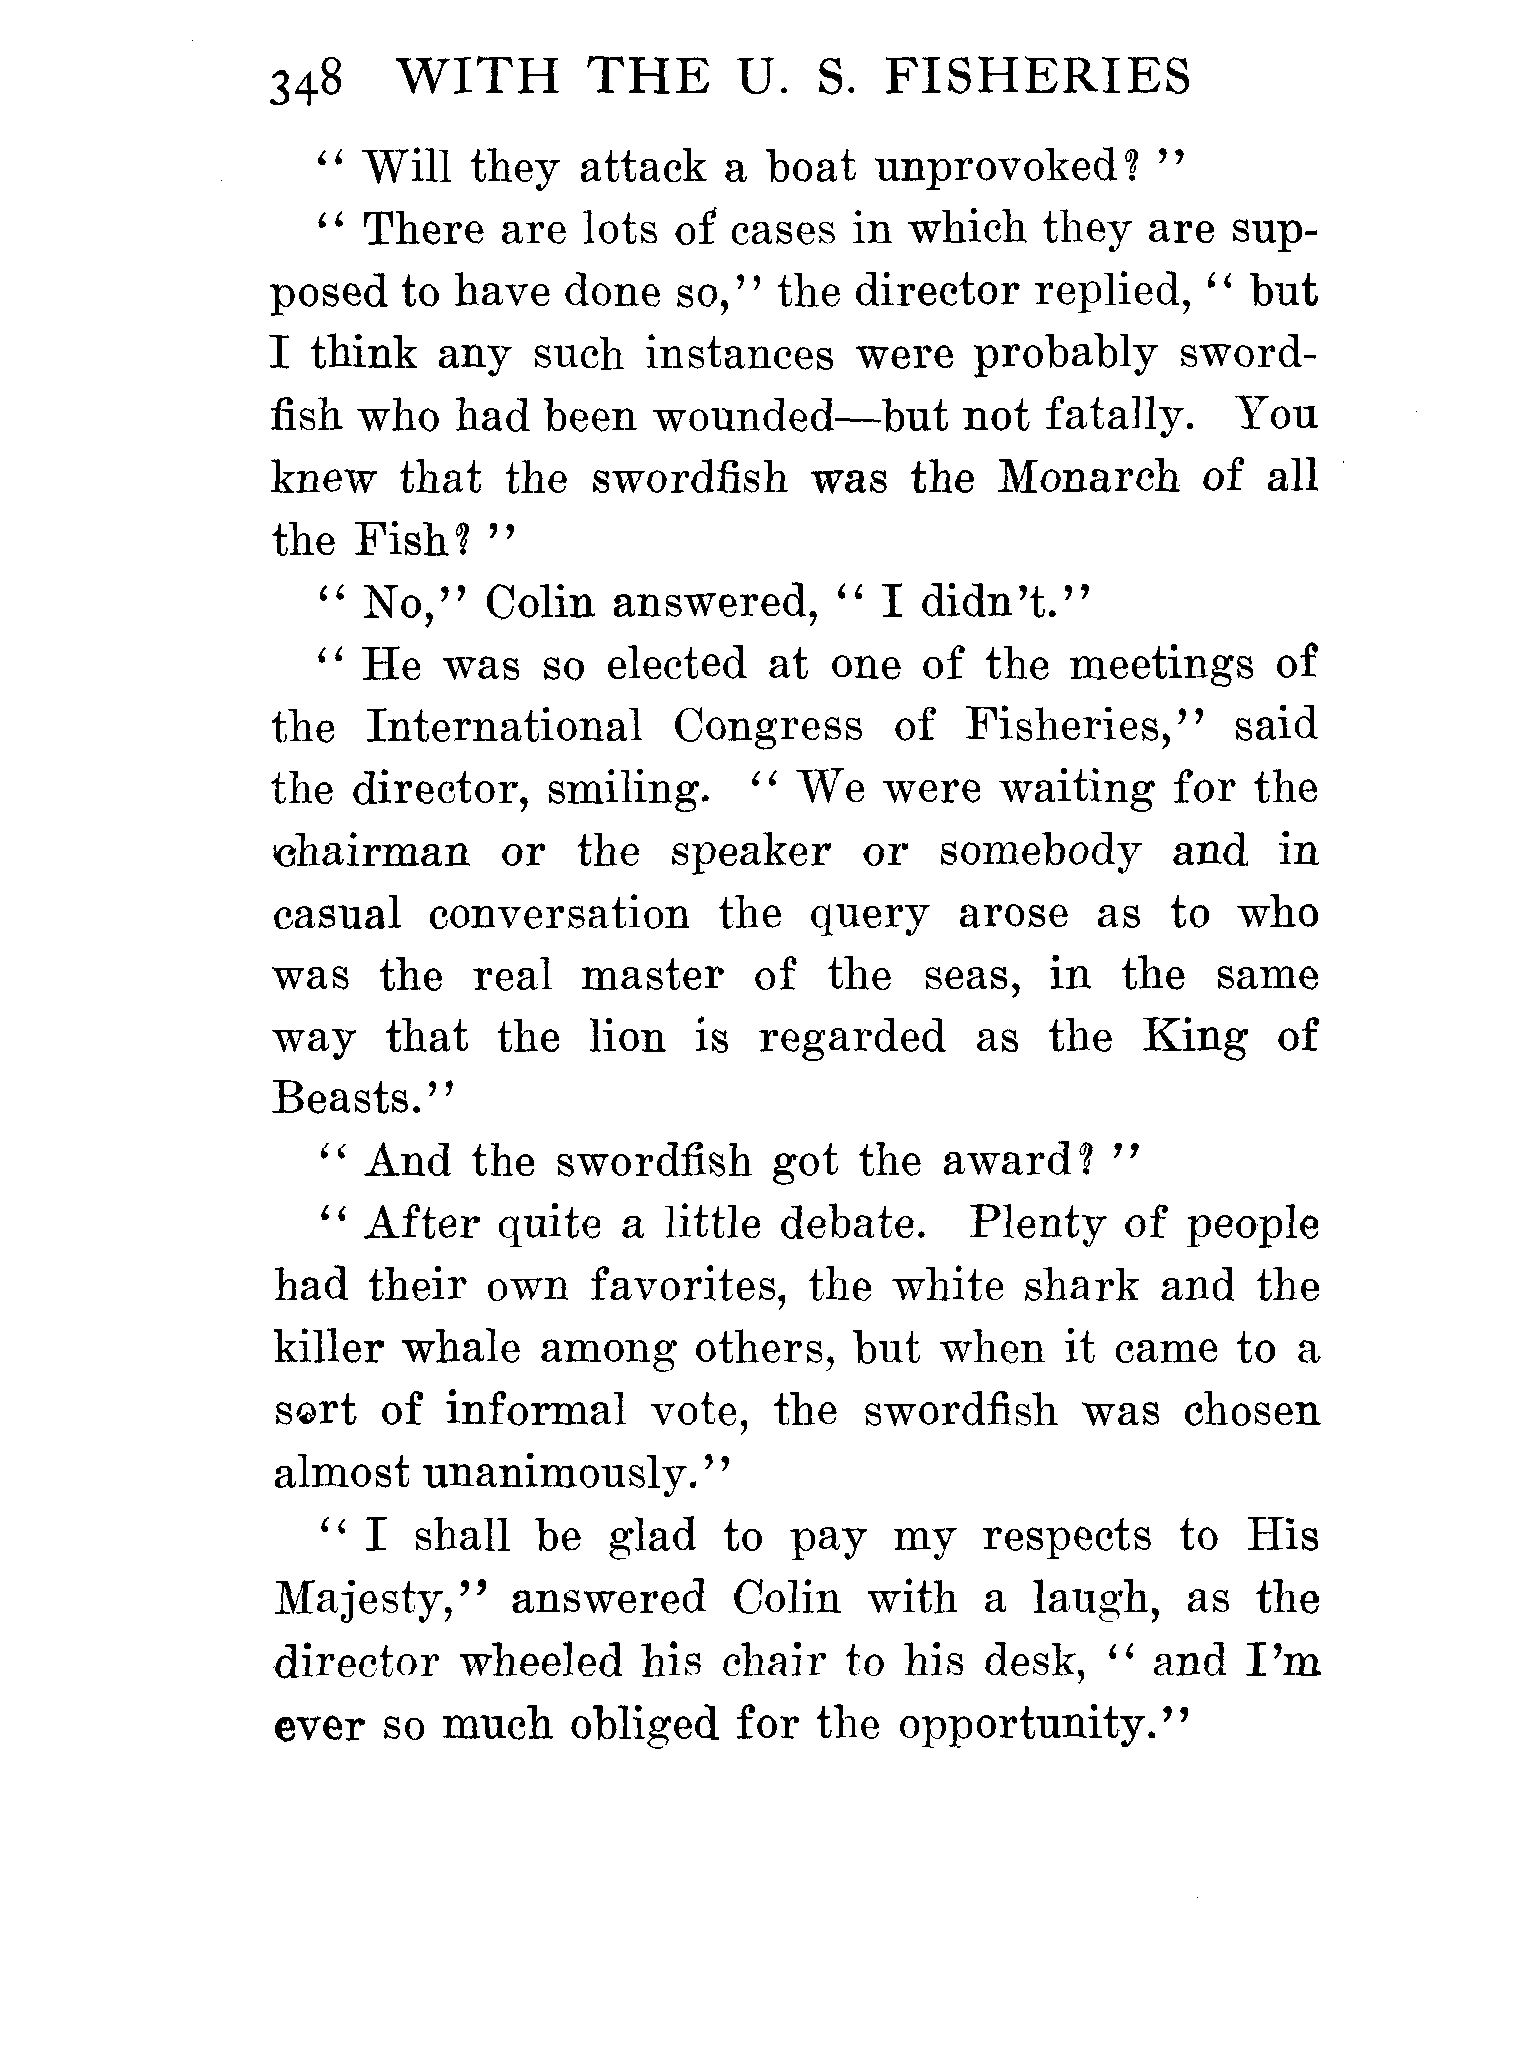 348 WITH THE U. S. FISHERIES
“ Will they attack a boat unprovoked? ”
“ There are lots of cases in which they are sup-
posed to have done so,” the director replied, “ but
I think any such instances were probably sword-
fish who had been wounded—but not fatally. You
knew that the swordfish was the Monarch of all
the Fish? ”
“ No,” Colin answered, “ I didn’t.”
“ He was so elected at one of the meetings of
the International Congress of Fisheries,” said
the director, smiling. “ We were waiting for the
chairman or the speaker or somebody and in
casual conversation the query arose as to who
was the real master of the seas, in the same
way that the lion is regarded as the King of
Beasts.”
“ And the swordfish got the award? ”
“ After quite a little debate. Plenty of people
had their own favorites, the white shark and the
killer whale among others, but when it came to a
sort of informal vote, the swordfish was chosen
almost unanimously.”
“ I shall be glad to pay my respects to His
Majesty,” answered Colin with a laugh, as the
director wheeled his chair to his desk, “ and I’m
ever so much obliged for the opportunity.”